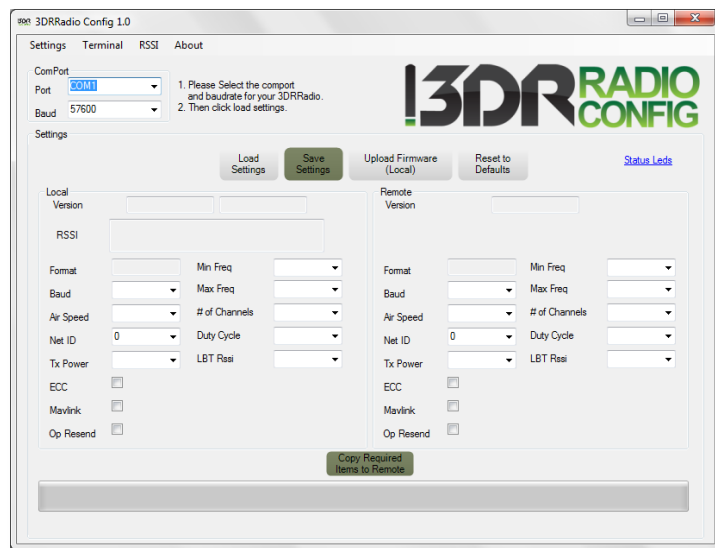 3DR 3DRRadio Config 1.0
Settings Terminal RSSI About
ComPort
Port COM1
Baud 57600
1. Please Select the comport
and baudrate for your 3DRRadio.
2. Then click load settings.
3DR RADIO
CONFIG
Settings
Load
Settings
Save
Settings
Upload Firmware
(Local)
Reset to
Defaults
Status Leds
Local
Version
RSSI
Format Min Freq
Baud Max Freq
Air Speed # of Channels
Net ID 0 Duty Cycle
Tx Power LBT Rssi
ECC
Mavlink
Op Resend
Remote
Version
Format Min Freq
Baud Max Freq
Air Speed # of Channels
Net ID 0 Duty Cycle
Tx Power LBT Rssi
ECC
Mavlink
Op Resend
Copy Required
Items to Remote